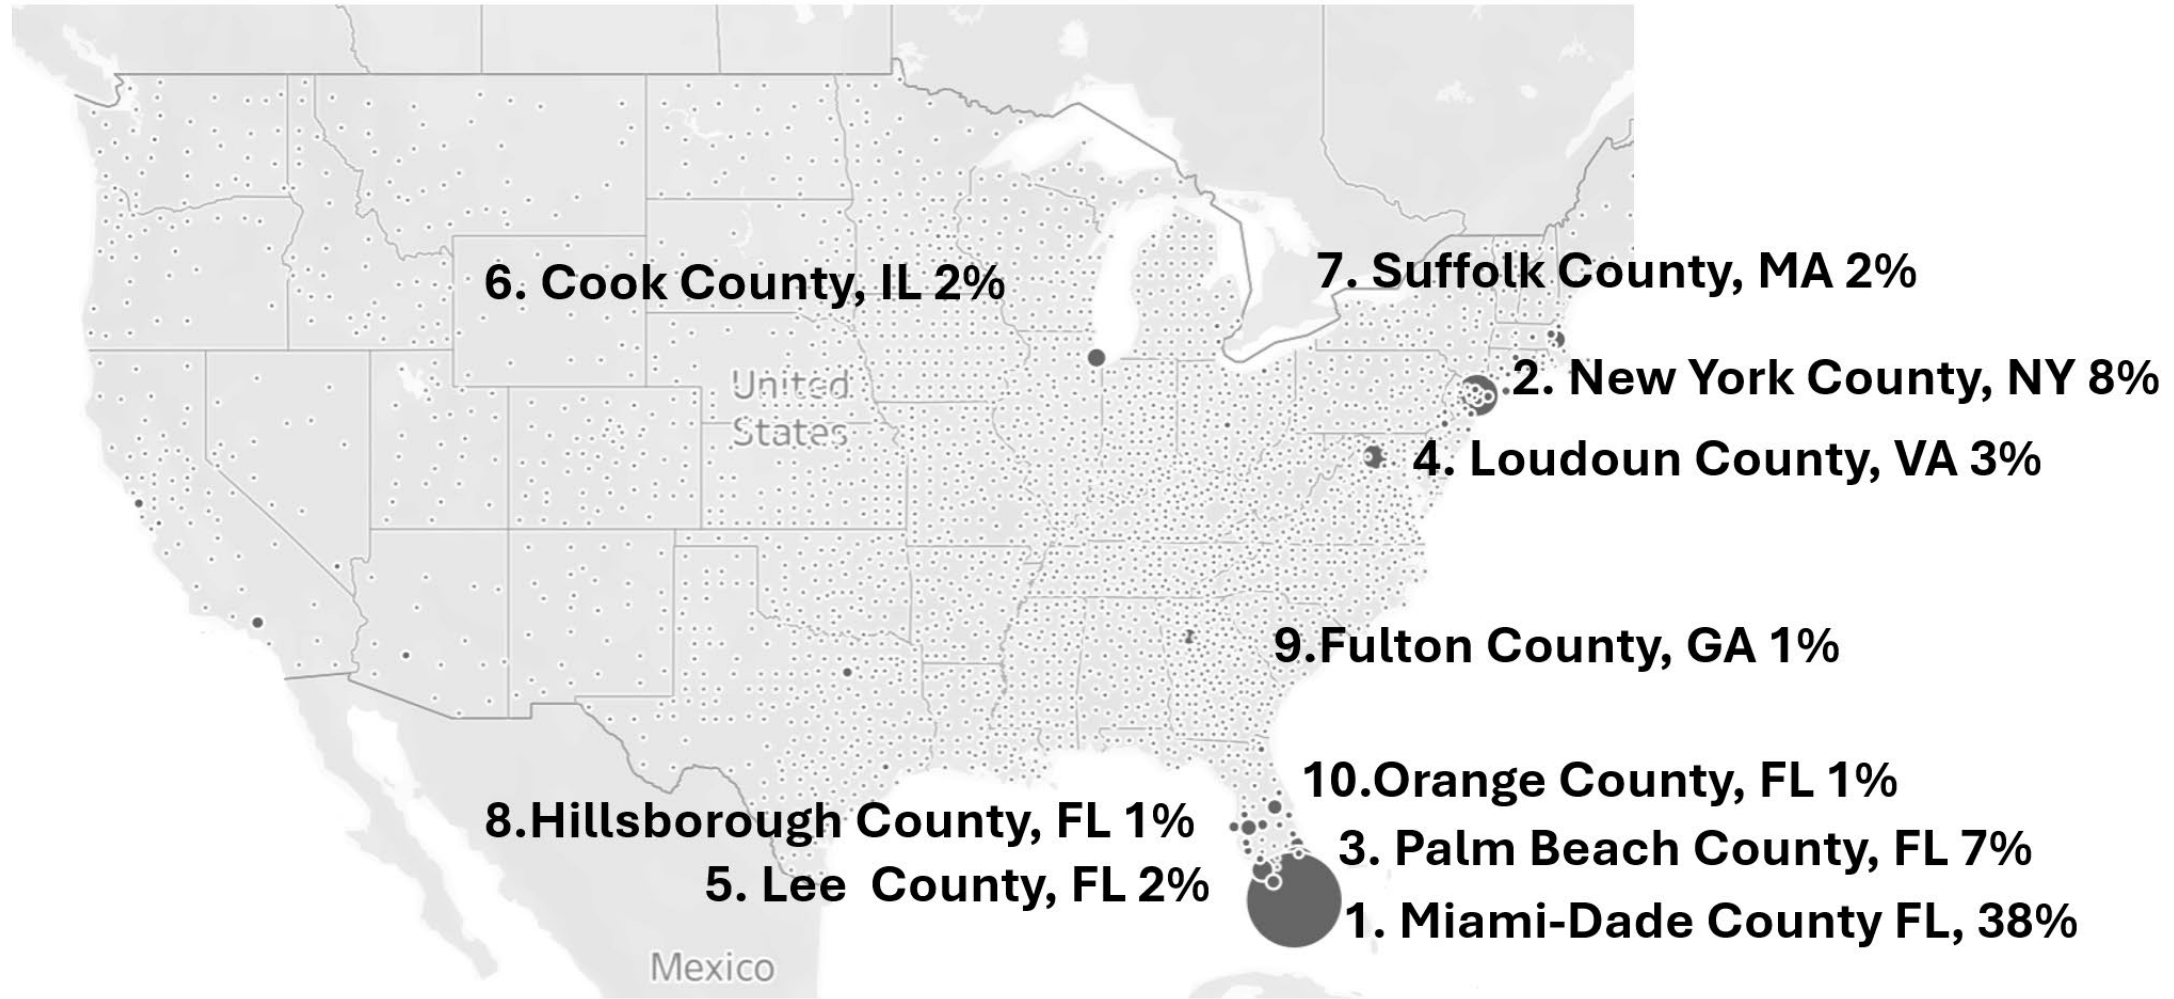 7. Suffolk County, MA 2%
6. Cook County, IL 2%
2. New York County, NY 8%
United
States
4. Loudoun County, VA 3%
9.Fulton County, GA 1%
10.Orange County, FL 1%
8.Hillsborough County, FL 1%
3. Palm Beach County, FL 7%
5. Lee  County, FL 2%
1. Miami-Dade County FL, 38%
Mexico